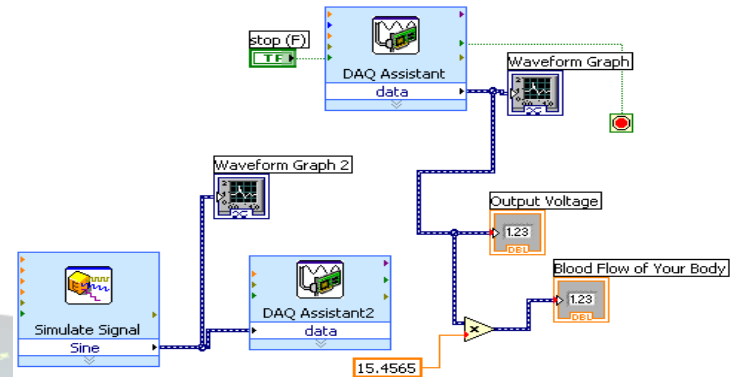 stop (F)
TF
DAQ Assistant
data
Waveform Graph
Waveform Graph 2
Output Voltage
1.23
DBL
Blood Flow of Your Body
1.23
DBL
Simulate Signal
Sine
DAQ Assistant2
data
15.4565